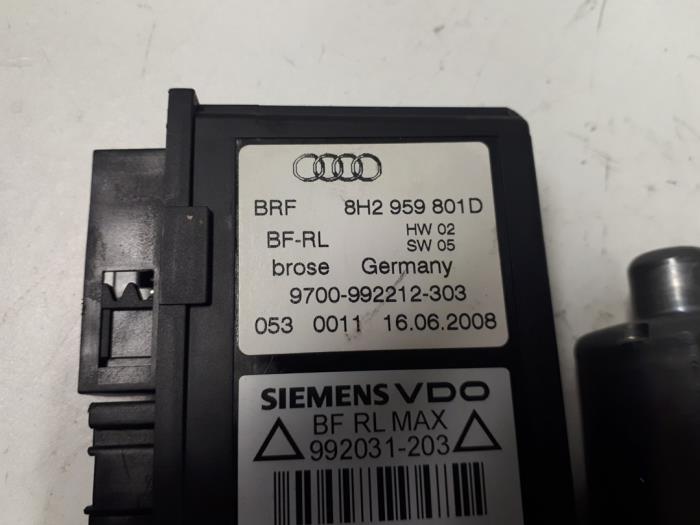 BRF 8H2 959 801D
BF-RL HW 02
SW 05
brose Germany
9700-992212-303
053 0011 16.06.2008
SIEMENS VDO
BF RL MAX
992031-203